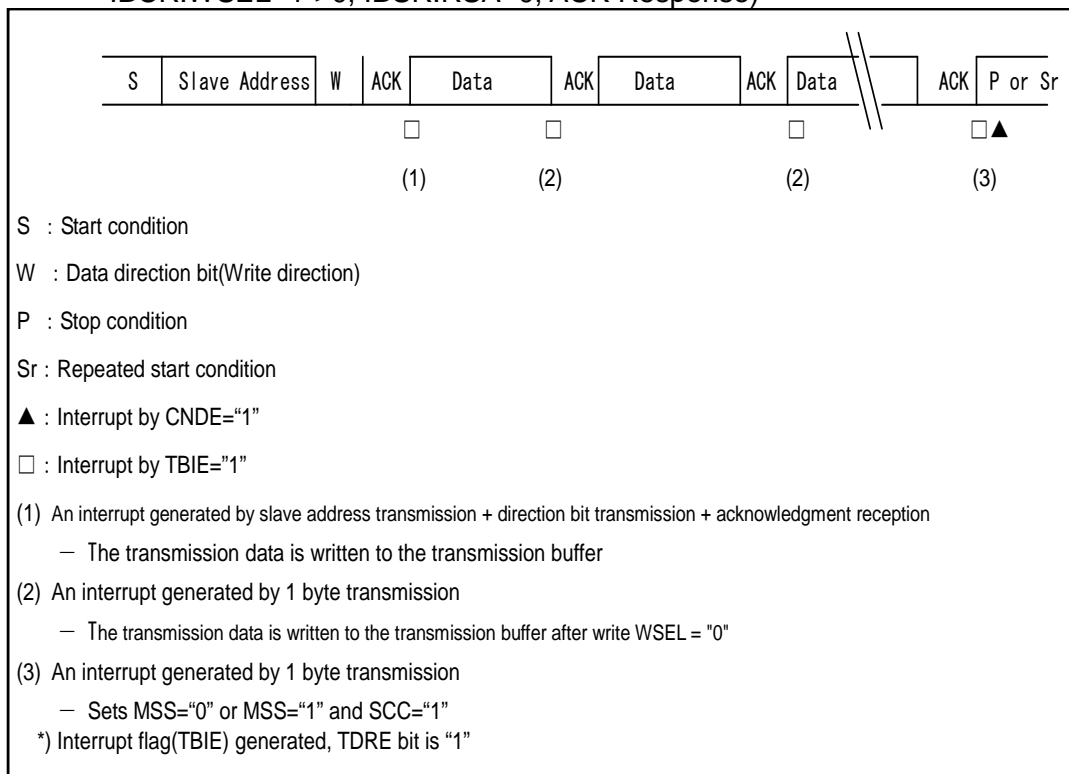 S Slave Address W ACK Data ACK Data ACK Data ACK P or Sr
□ □ □ □▲
(1) (2) (2) (3)
S : Start condition
W : Data direction bit(Write direction)
P : Stop condition
Sr : Repeated start condition
▲ : Interrupt by CNDE=“1”
□ : Interrupt by TBIE=”1”
(1) An interrupt generated by slave address transmission + direction bit transmission + acknowledgment reception
– The transmission data is written to the transmission buffer
(2) An interrupt generated by 1 byte transmission
– The transmission data is written to the transmission buffer after write WSEL = "0"
(3) An interrupt generated by 1 byte transmission
– Sets MSS=“0” or MSS=“1” and SCC=“1”
*) Interrupt flag(TBIE) generated, TDRE bit is “1”